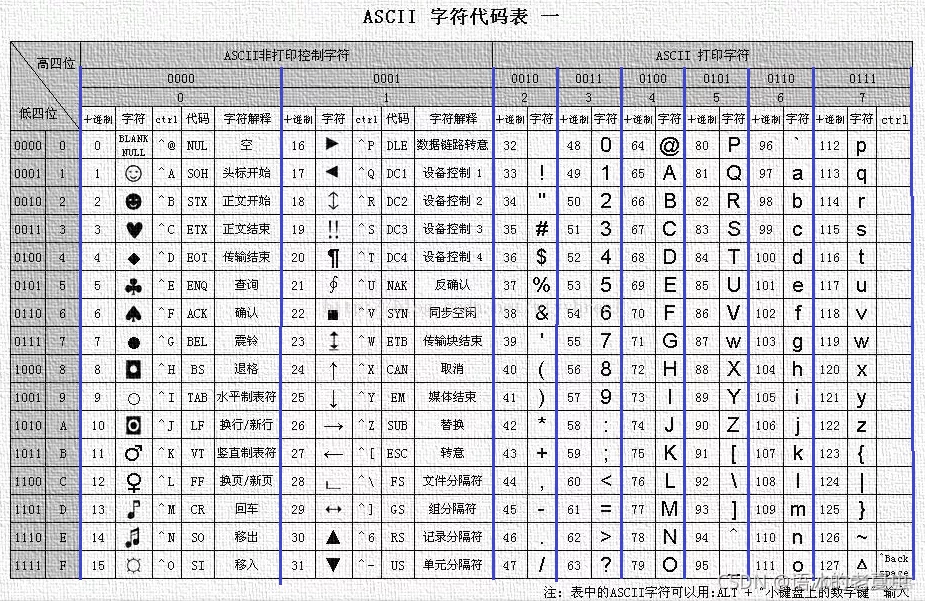 ASCII 字符代码表 一
高四位 ASCII非打印控制字符 ASCII 打印字符
0000 0001 0010 0011 0100 0101 0110 0111
0 1 2 3 4 5 6 7
低四位 十进制 字符 ctrl 代码 字符解释 十进制 字符 ctrl 代码 字符解释 十进制 字符 十进制 字符 十进制 字符 十进制 字符 十进制 字符 十进制 字符 ctrl
0000 0 0 BLANK NULL ^@ NUL 空 16 ► ^P DLE 数据链路转意 32 48 0 64 @ 80 P 96 ` 112 p
0001 1 1 ☺ ^A SOH 头标开始 17 ◄ ^Q DC1 设备控制 1 33 ! 49 1 65 A 81 Q 97 a 113 q
0010 2 2 ☻ ^B STX 正文开始 18 ↕ ^R DC2 设备控制 2 34 " 50 2 66 B 82 R 98 b 114 r
0011 3 3 ♥ ^C ETX 正文结束 19 ‼ ^S DC3 设备控制 3 35 # 51 3 67 C 83 S 99 c 115 s
0100 4 4 ♦ ^D EOT 传输结束 20 ¶ ^T DC4 设备控制 4 36 $ 52 4 68 D 84 T 100 d 116 t
0101 5 5 ♣ ^E ENQ 查询 21 ∮ ^U NAK 反确认 37 % 53 5 69 E 85 U 101 e 117 u
0110 6 6 ♠ ^F ACK 确认 22 ■ ^V SYN 同步空闲 38 & 54 6 70 F 86 V 102 f 118 v
0111 7 7 ● ^G BEL 震铃 23 ↨ ^W ETB 传输块结束 39 ' 55 7 71 G 87 w 103 g 119 w
1000 8 8 ◘ ^H BS 退格 24 ↑ ^X CAN 取消 40 ( 56 8 72 H 88 X 104 h 120 x
1001 9 9 ○ ^I TAB 水平制表符 25 ↓ ^Y EM 媒体结束 41 ) 57 9 73 I 89 Y 105 i 121 y
1010 A 10 ◙ ^J LF 换行/新行 26 → ^Z SUB 替换 42 * 58 : 74 J 90 Z 106 j 122 z
1011 B 11 ♂ ^K VT 竖直制表符 27 ← ^[ ESC 转意 43 + 59 ; 75 K 91 [ 107 k 123 {
1100 C 12 ♀ ^L FF 换页/新页 28 ∟ ^\ FS 文件分隔符 44 , 60 < 76 L 92 \ 108 l 124 |
1101 D 13 ♪ ^M CR 回车 29 ↔ ^] GS 组分隔符 45 - 61 = 77 M 93 ] 109 m 125 }
1110 E 14 ♫ ^N SO 移出 30 ▲ ^6 RS 记录分隔符 46 . 62 > 78 N 94 ^ 110 n 126 ~
1111 F 15 ☼ ^O SI 移入 31 ▼ ^- US 单元分隔符 47 / 63 ? 79 O 95 _ 111 o 127 Δ ^Back space
注：表中的ASCII字符可以用:ALT + "小键盘上的数字键" 输入